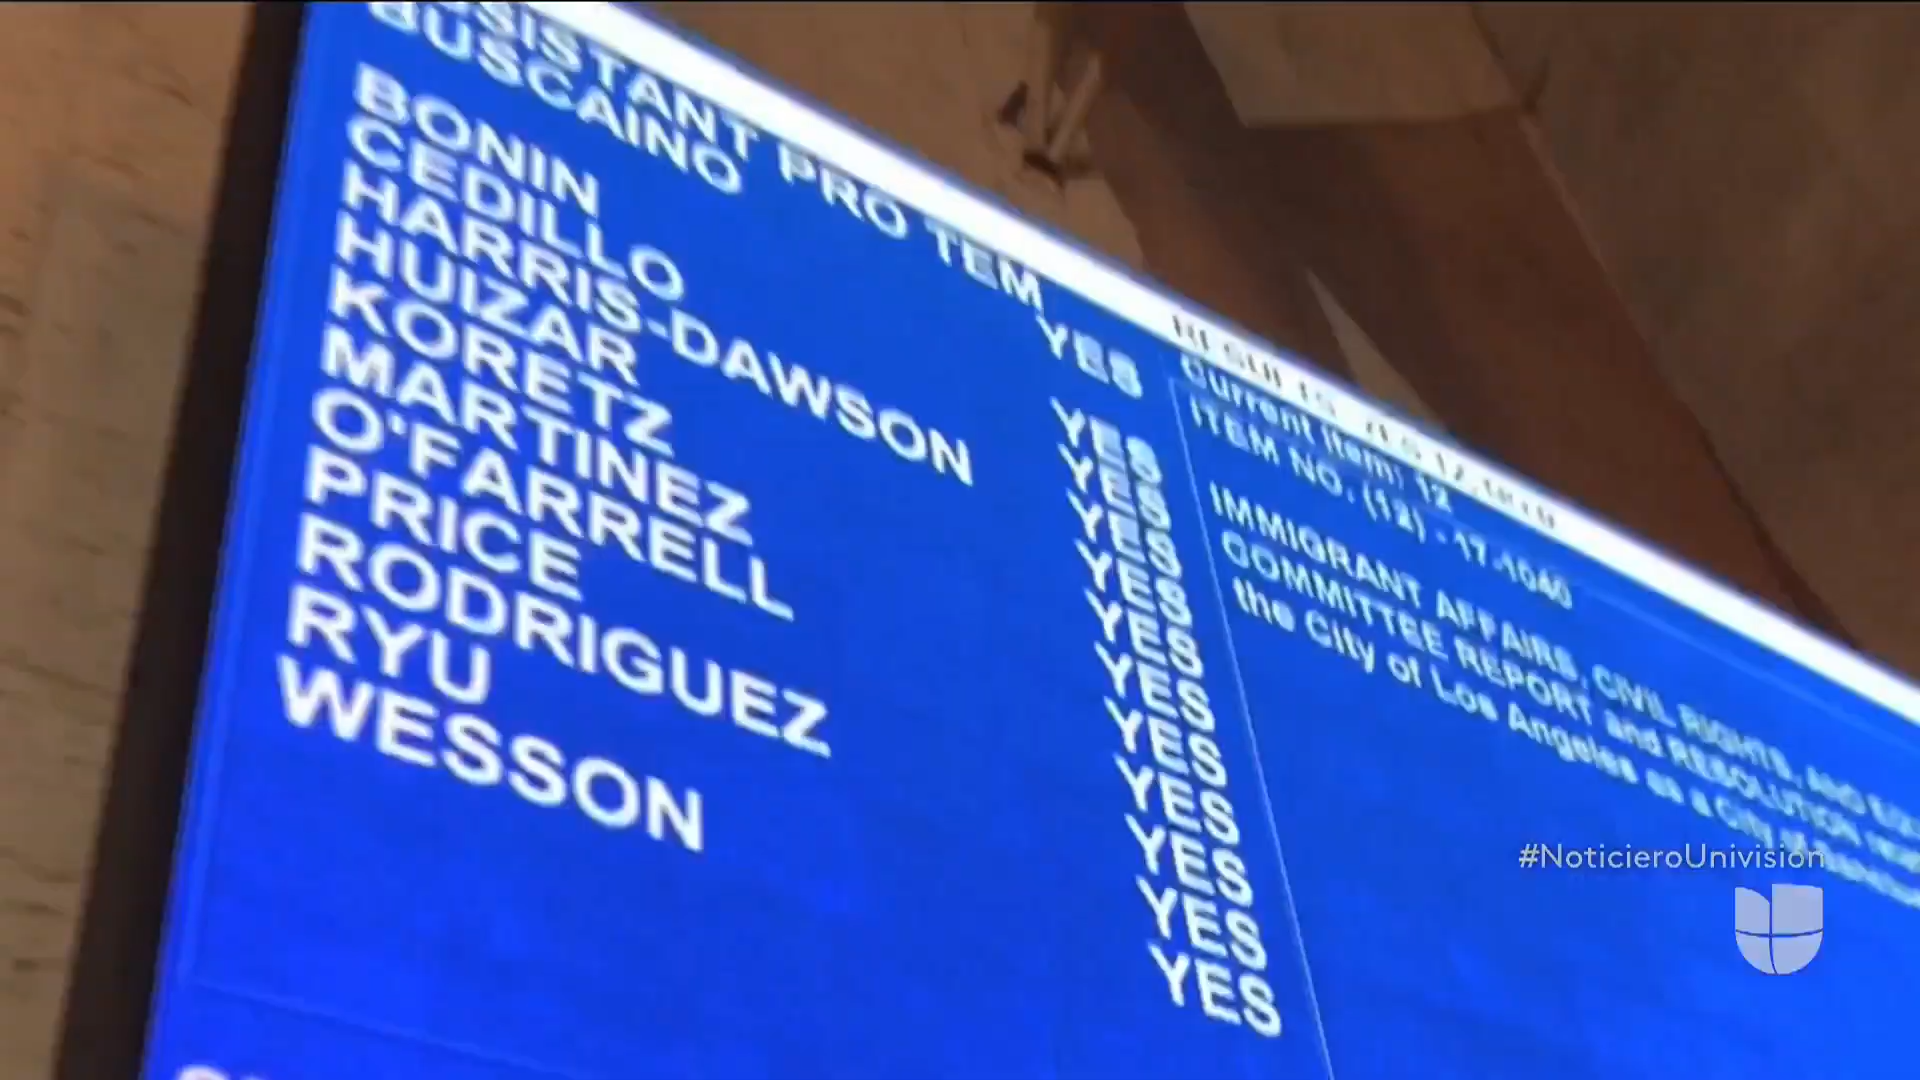 ASSISTANT PRO TEM
BUSCAINO YES
BONIN YES
CEDILLO YES
HARRIS-DAWSON YES
HUIZAR YES
KORETZ YES
MARTINEZ YES
O'FARRELL YES
PRICE YES
RODRIGUEZ YES
RYU YES
WESSON YES
Current Item: 12
ITEM NO. (12) - 17-1040
IMMIGRANT AFFAIRS, CIVIL RIGHTS, AND
COMMITTEE REPORT and RESOLUTION
the City of Los Angeles as a City of
#NoticieroUnivision